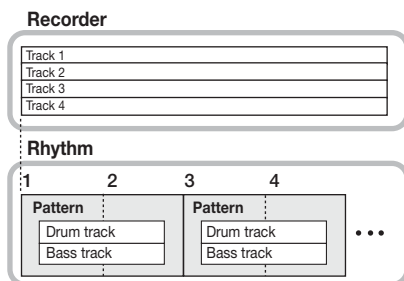 Recorder
Track 1
Track 2
Track 3
Track 4
Rhythm
1 2 3 4
Pattern Pattern
Drum track Drum track
Bass track Bass track